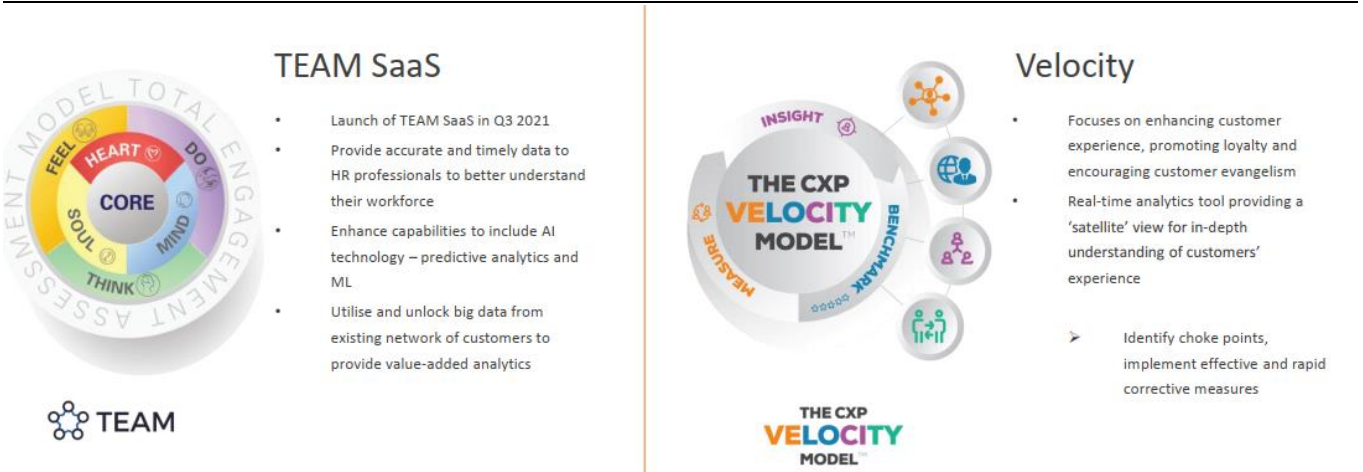 TEAM SaaS
• Launch of TEAM SaaS in Q3 2021
• Provide accurate and timely data to
HR professionals to better understand
their workforce
• Enhance capabilities to include AI
technology – predictive analytics and
ML
• Utilise and unlock big data from
existing network of customers to
provide value-added analytics
TOTAL ENGAGEMENT ASSESSMENT MODEL
FEEL
DO
THINK
HEART
MIND
SOUL
CORE
TEAM
Velocity
• Focuses on enhancing customer
experience, promoting loyalty and
encouraging customer evangelism
• Real-time analytics tool providing a
‘satellite’ view for in-depth
understanding of customers’
experience
➢ Identify choke points,
implement effective and rapid
corrective measures
INSIGHT
BENCHMARK
MEASURE
THE CXP
VELOCITY
MODEL™
THE CXP
VELOCITY
MODEL™